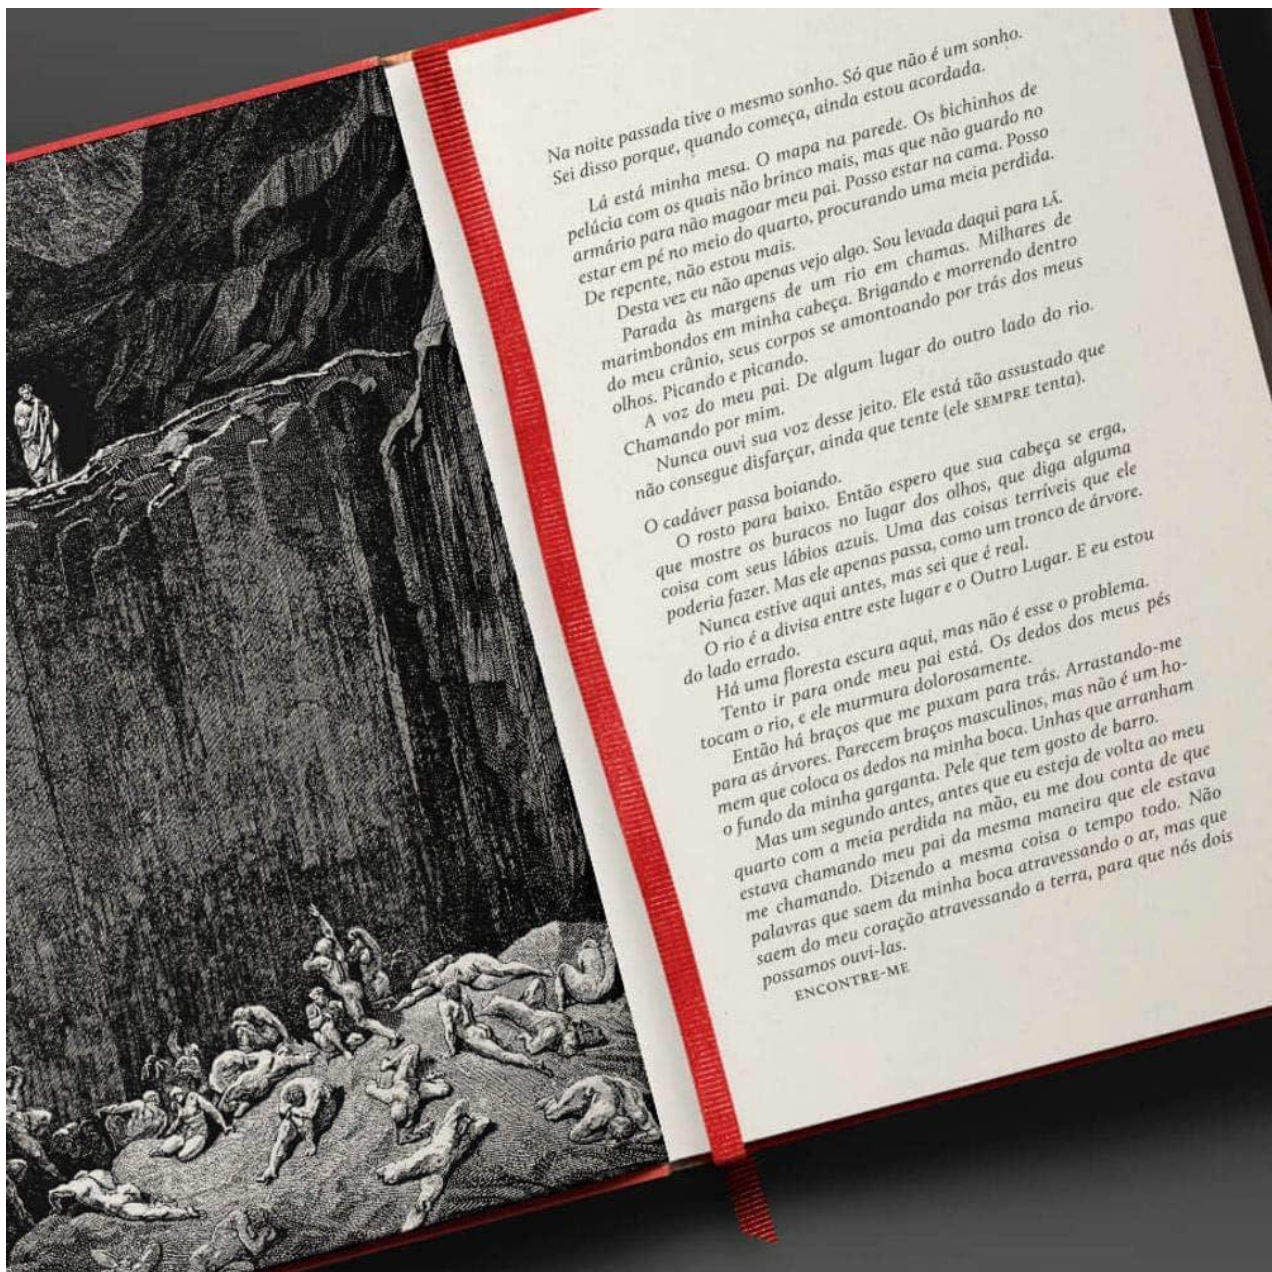 Na noite passada tive o mesmo sonho. Só que não é um sonho.
Sei disso porque, quando começa, ainda estou acordada.
Lá está minha mesa. O mapa na parede. Os bichinhos de
pelúcia com os quais não brinco mais, mas que não guardo no
armário para não magoar meu pai. Posso estar na cama. Posso
estar em pé no meio do quarto, procurando uma meia perdida.
De repente, não estou mais.
Desta vez eu não apenas vejo algo. Sou levada daqui para LÁ.
Parada às margens de um rio em chamas. Milhares de
marimbondos em minha cabeça. Brigando e morrendo dentro
do meu crânio, seus corpos se amontoando por trás dos meus
olhos. Picando e picando.
A voz do meu pai. De algum lugar do outro lado do rio.
Chamando por mim.
Nunca ouvi sua voz desse jeito. Ele está tão assustado que
não consegue disfarçar, ainda que tente (ele SEMPRE tenta).
O cadáver passa boiando.
O rosto para baixo. Então espero que sua cabeça se erga,
que mostre os buracos no lugar dos olhos, que diga alguma
coisa com seus lábios azuis. Uma das coisas terríveis que ele
poderia fazer. Mas ele apenas passa, como um tronco de árvore.
Nunca estive aqui antes, mas sei que é real.
O rio é a divisa entre este lugar e o Outro Lugar. E eu estou
do lado errado.
Há uma floresta escura aqui, mas não é esse o problema.
Tento ir para onde meu pai está. Os dedos dos meus pés
tocam o rio, e ele murmura dolorosamente.
Então há braços que me puxam para trás. Arrastando-me
para as árvores. Parecem braços masculinos, mas não é um ho-
mem que coloca os dedos na minha boca. Unhas que arranham
o fundo da minha garganta. Pele que tem gosto de barro.
Mas um segundo antes, antes que eu esteja de volta ao meu
quarto com a meia perdida na mão, eu me dou conta de que
estava chamando meu pai da mesma maneira que ele estava
me chamando. Dizendo a mesma coisa o tempo todo. Não
palavras que saem da minha boca atravessando o ar, mas que
saem do meu coração atravessando a terra, para que nós dois
possamos ouvi-las.
ENCONTRE-ME